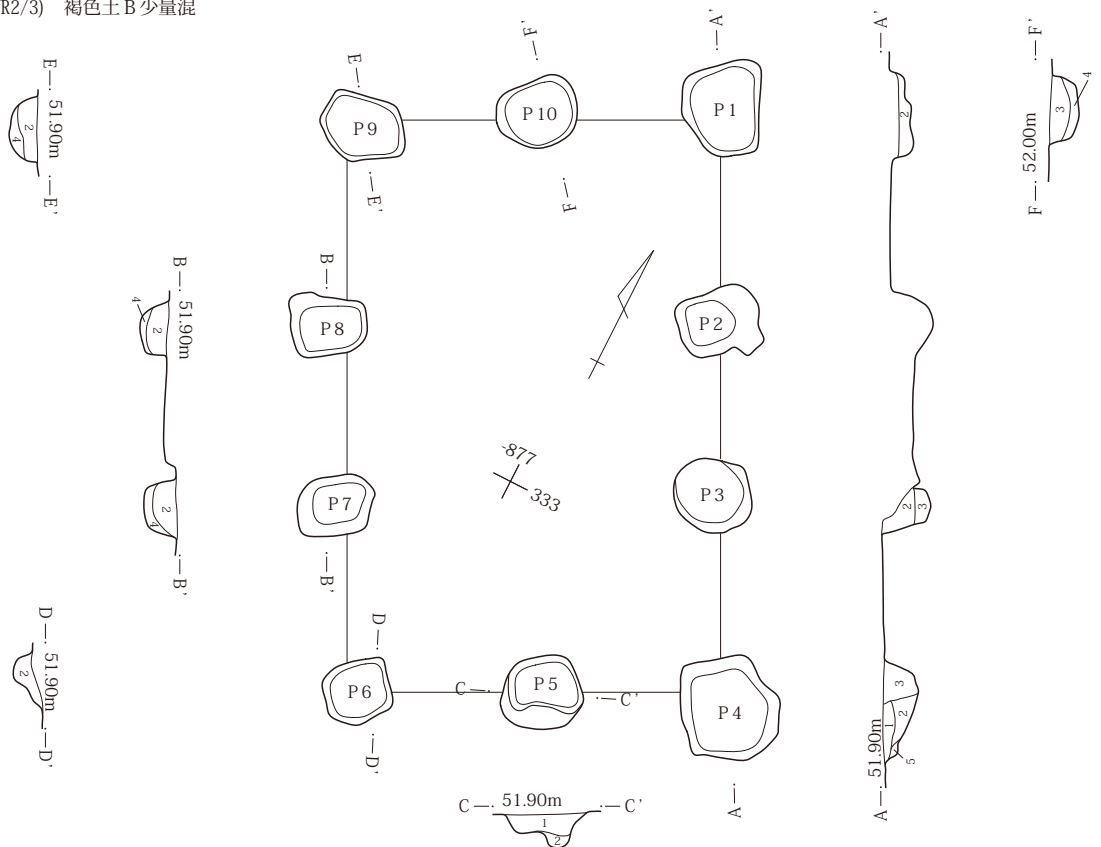 R2/3)　褐色土B少量混
E
51.90m
2
4
E'
E
P9
E'
F'
P10
F
A'
P1
A'
2
F'
3
4
52.00m
F
B
51.90m
4
2
2
4
B'
B
P8
P2
-877
333
P7
B'
P3
2
3
D
51.90m
2
D'
D
P6
D'
C
P5
C'
P4
A
3
2
1
5
51.90m
A
C
51.90m
C'
1
2